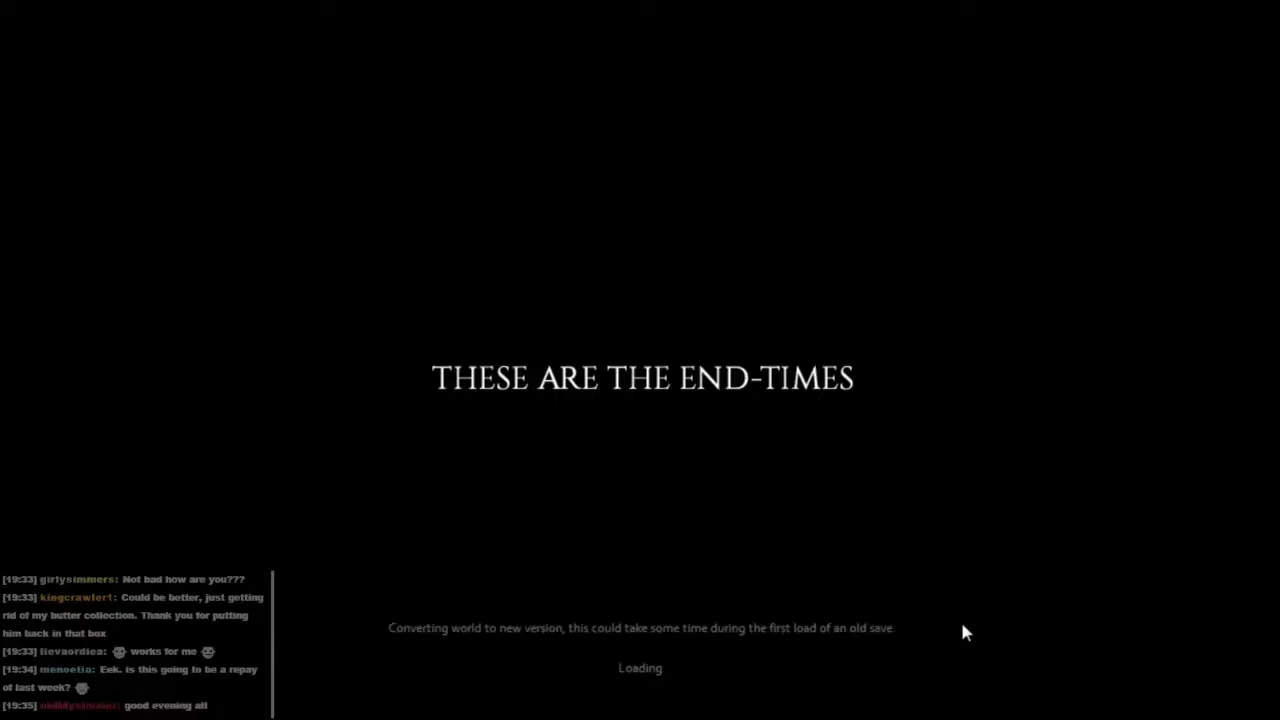 THESE ARE THE END-TIMES
Converting world to new version, this could take some time during the first load of an old save.
Loading
[19:33] girlysimmers: Not bad how are you???
[19:33] kingcrawler1: Could be better, just getting
rid of my butter collection. Thank you for putting
him back in that box
[19:33] lievaordiea: works for me
[19:34] menoetia: Eek. is this going to be a repay
of last week?
[19:35] good evening all